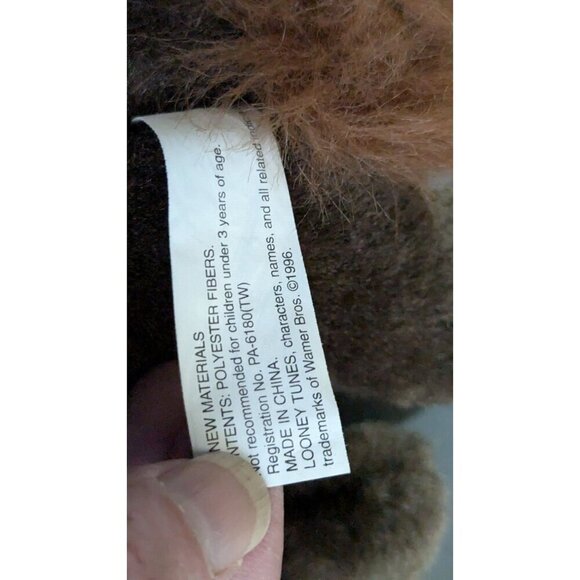 NEW MATERIALS
NTENTS: POLYESTER FIBERS.
Not recommended for children under 3 years of age.
Registration No. PA-6180(TW)
MADE IN CHINA.
LOONEY TUNES, characters, names, and all related
trademarks of Warner Bros. ©1996.